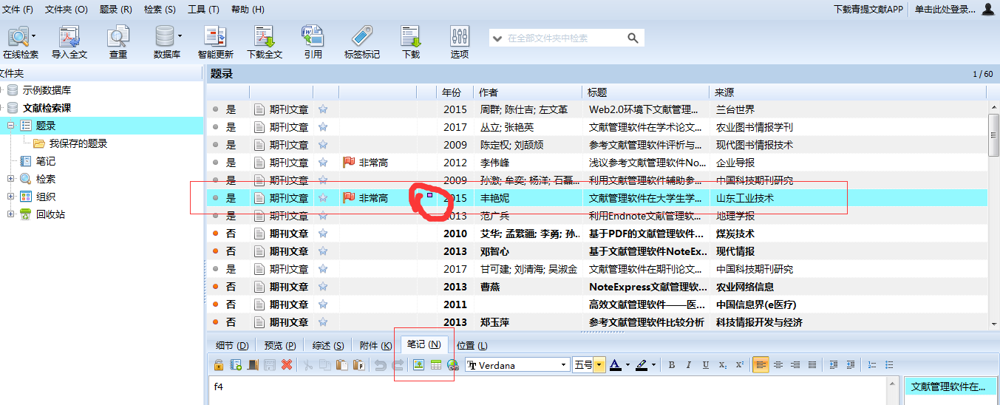 文件 (F) 文件夹 (O) 题录 (R) 检索 (S) 工具 (T) 帮助 (H) 下载青提文献APP 单击此处登录...
在线检索 导入全文 查重 数据库 智能更新 下载全文 引用 标签标记 下载 选项 在全部文件夹中检索
文件夹 题录 1 / 60
年份 作者 标题 来源
示例数据库
文献检索课
题录
我保存的题录
笔记
检索
组织
回收站
是 期刊文章 2015 周群; 陈仕吉; 左文革 Web2.0环境下文献管理... 兰台世界
是 期刊文章 2017 丛立; 张艳英 文献管理软件在学术论文... 农业图书情报学刊
是 期刊文章 2009 陈定权; 刘颉颃 参考文献管理软件评析与... 现代图书情报技术
是 期刊文章 非常高 2012 李伟峰 浅议参考文献管理软件No... 企业导报
是 期刊文章 2009 孙激; 牟奕; 杨洋; 石磊... 利用文献管理软件辅助参... 中国科技期刊研究
是 期刊文章 非常高 2015 丰艳妮 文献管理软件在大学生学... 山东工业技术
是 期刊文章 2013 范广兵 利用Endnote文献管理软... 地理学报
否 期刊文章 2010 艾华; 孟繁疆; 李勇; 孙... 基于PDF的文献管理软件... 煤炭技术
否 期刊文章 2013 邓智心 基于文献管理软件NoteEx... 现代情报
是 期刊文章 2017 甘可建; 刘清海; 吴淑金 文献管理软件在期刊论文... 中国科技期刊研究
否 期刊文章 2013 曹燕 NoteExpress文献管理软... 农业网络信息
否 期刊文章 2011 高效文献管理软件——医... 中国信息界(e医疗)
否 期刊文章 2013 郑玉萍 参考文献管理软件比较分析 科技情报开发与经济
细节 (D) 预览 (P) 综述 (S) 附件 (K) 笔记 (N) 位置 (L)
Verdana 五号 A B I U X₂ X²
f4 文献管理软件在...